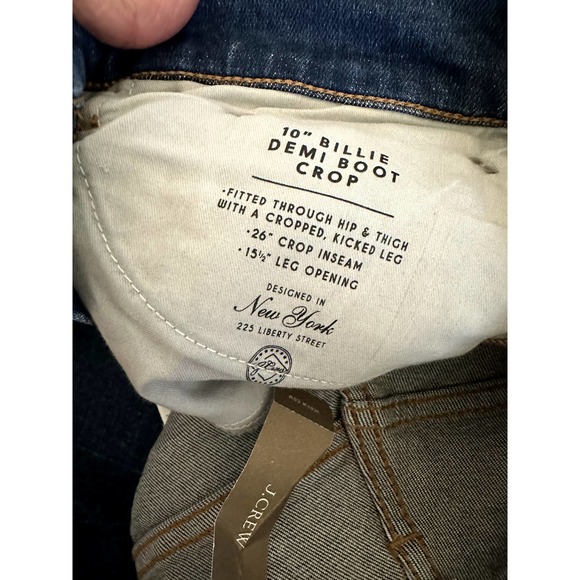 10" BILLIE
DEMI BOOT
CROP
•FITTED THROUGH HIP & THIGH
WITH A CROPPED, KICKED LEG
•26" CROP INSEAM
•15½" LEG OPENING
DESIGNED IN
New York
225 LIBERTY STREET
J.Crew
J.CREW